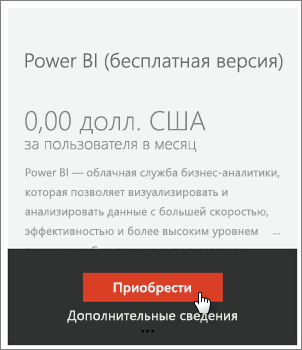 Power BI (бесплатная версия)
0,00 долл. США
за пользователя в месяц
Power BI — облачная служба бизнес-аналитики,
которая позволяет визуализировать и
анализировать данные с большей скоростью,
эффективностью и более высоким уровнем ...
Приобрести
Дополнительные сведения
...